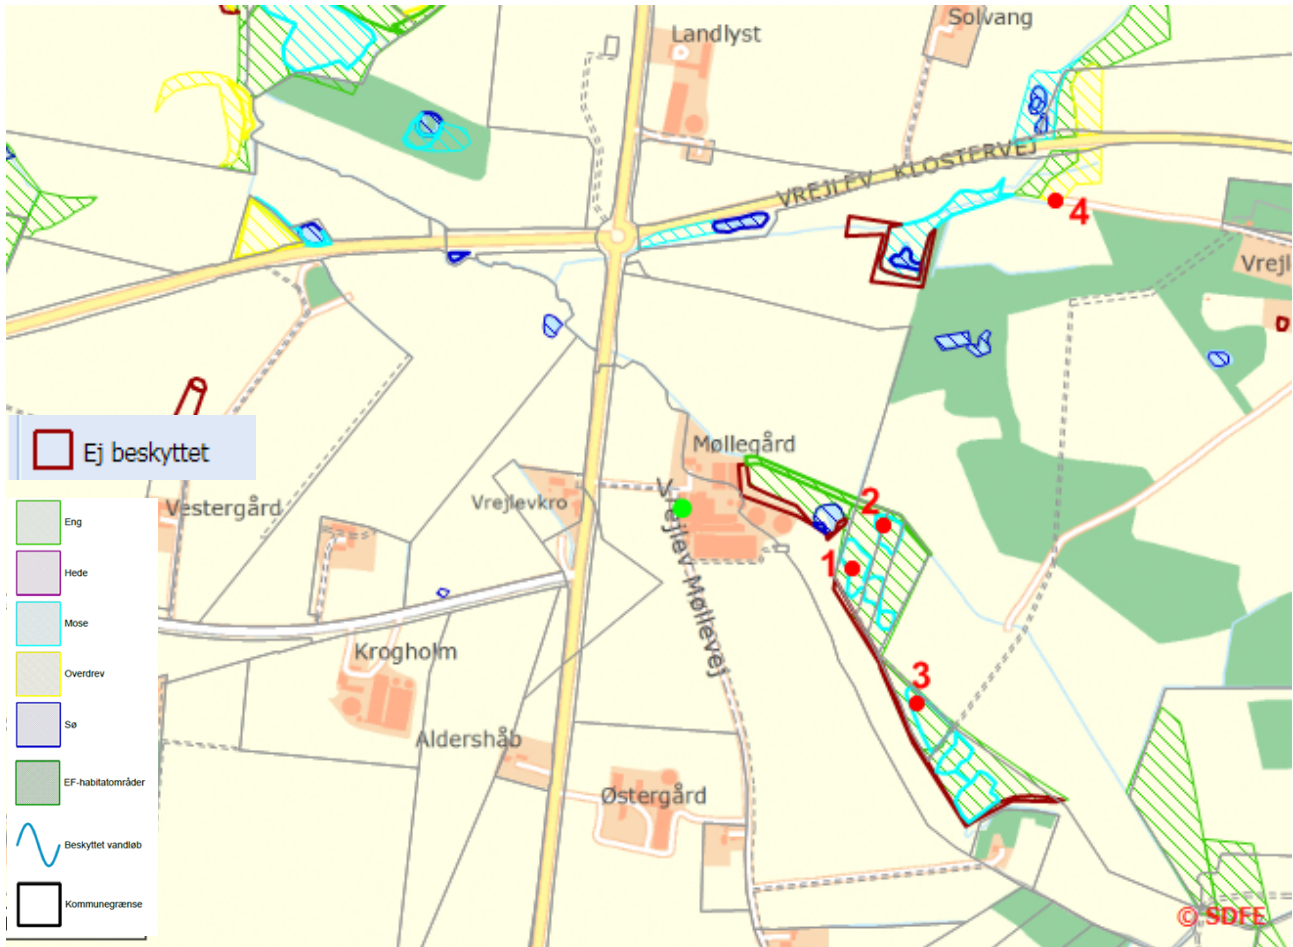 Landlyst
Solvang
VREJLEV KLOSTERVEJ
4
Ej beskyttet
Vestergård
Eng
Hede
Mose
Overdrev
Sø
EF-habitatområder
Beskyttet vandløb
Kommunegrænse
Møllegård
Vrejlevkro
Vrejlev Møllevej
2
1
3
Krogholm
Aldershåb
Østergård
© SDFE